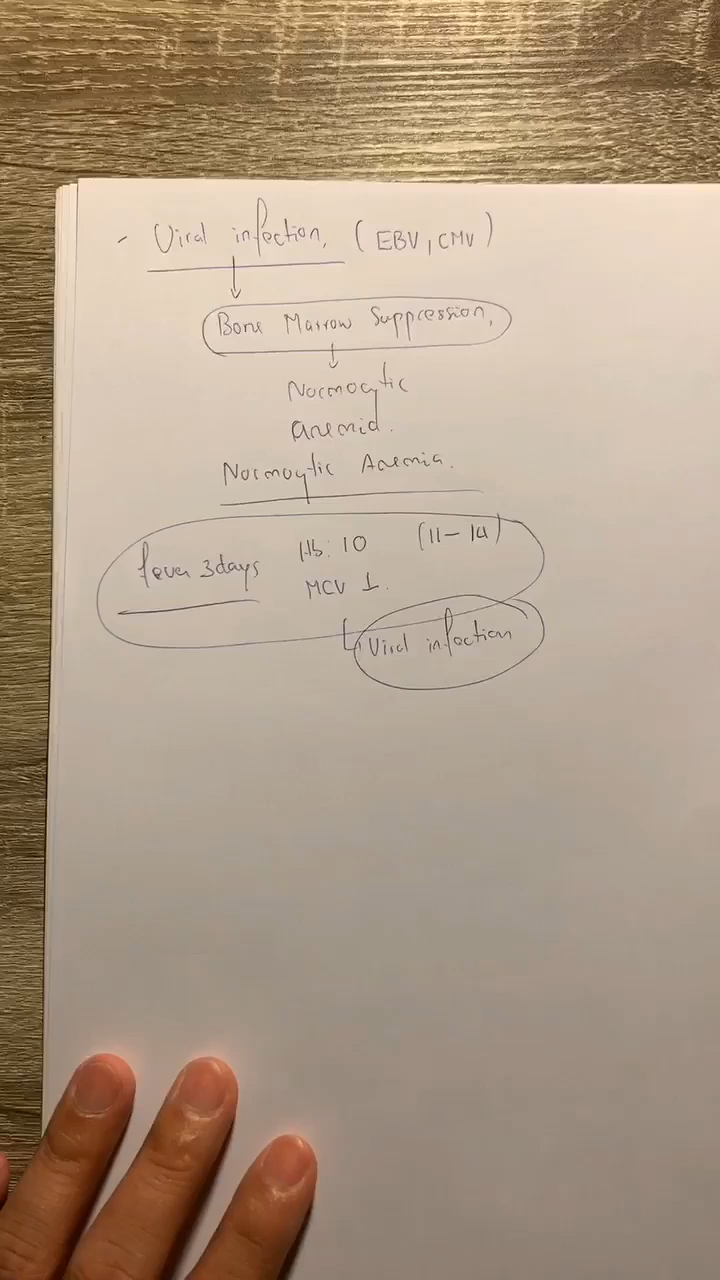 - Viral infection, (EBV, CMV)
Bone Marrow Suppression,
Normocytic
anemia.
Normocytic Anemia.
fever 3days Hb: 10 (11-14)
MCV ⊥.
Viral infection